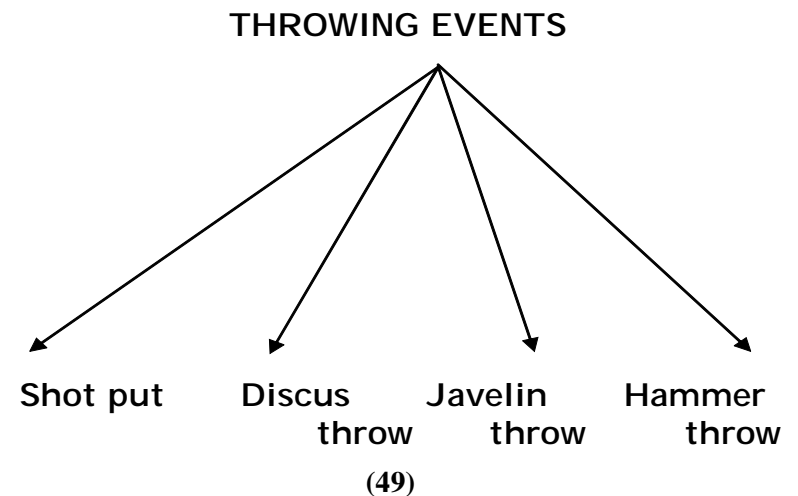 THROWING EVENTS
Shot put Discus Javelin Hammer
throw throw throw
(49)